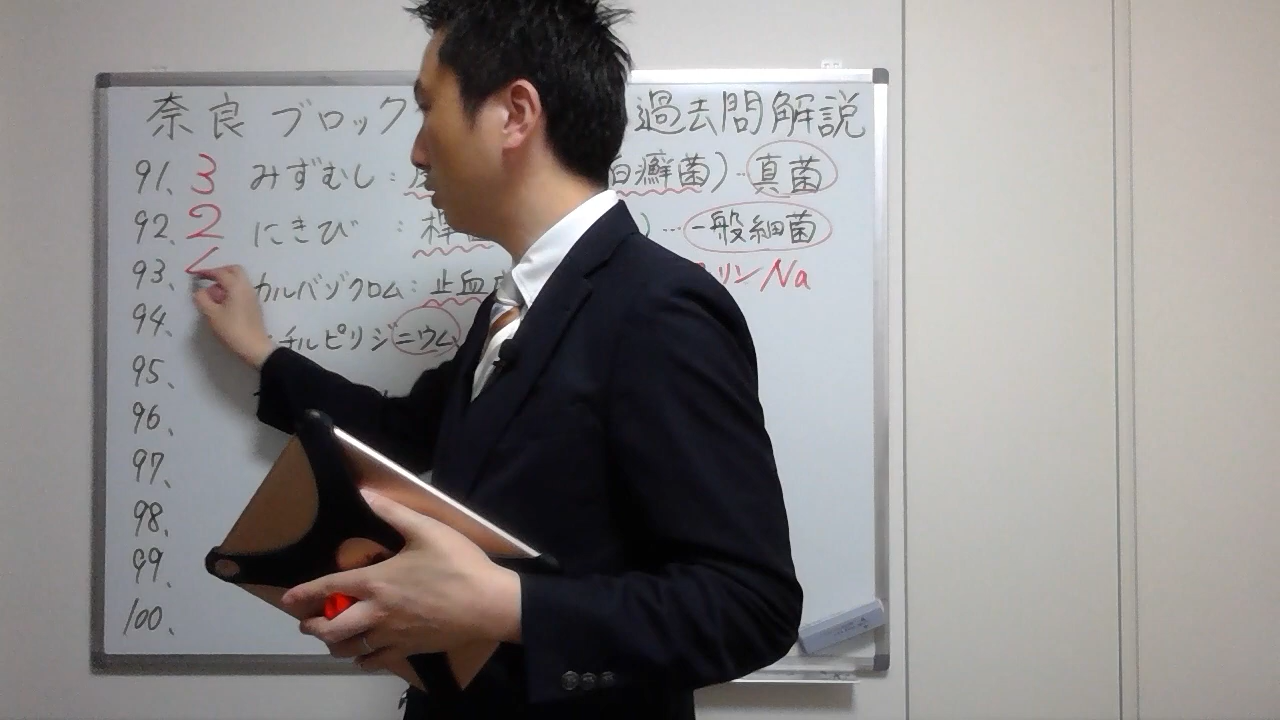 奈良ブロック 過去問解説
91、3 みずむし： 白癬菌）…真菌
92、2 にきび ： ）…一般細菌
93、 カルバゾクロム：止血 リンNa
94、 チルピリジニウム
95、
96、
97、
98、
99、
100、